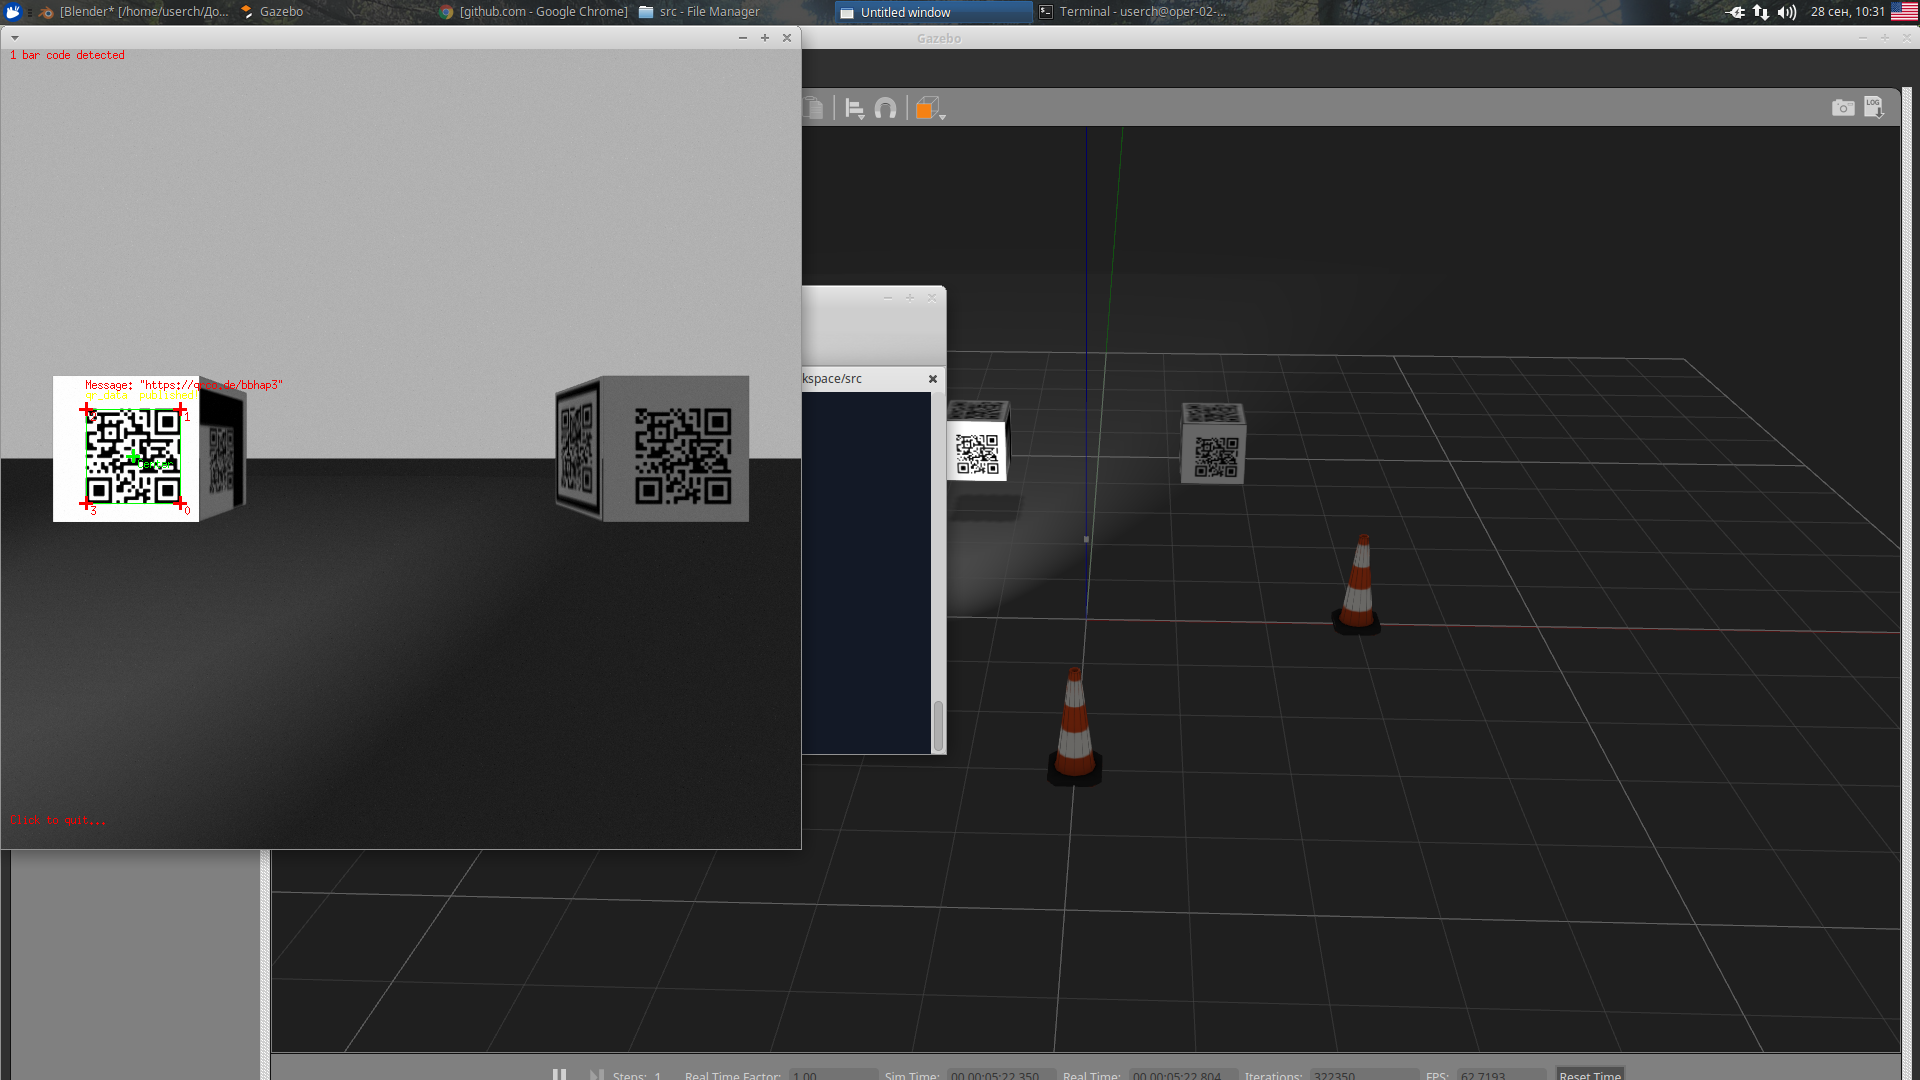 [Blender* [/home/userch/До...
Gazebo
[github.com - Google Chrome]
src - File Manager
Untitled window
Terminal - userch@oper-02-...
28 сен, 10:31
Gazebo
1 bar code detected
LOG
kspace/src
Message: "https://qrco.de/bbhap3"
qr_data: published
1
Center
3
0
Click to quit...
Steps: 1
Real Time Factor: 1.00
Sim Time: 00 00:05:22.350
Real Time: 00 00:05:22.804
Iterations: 322350
FPS: 62.7193
Reset Time